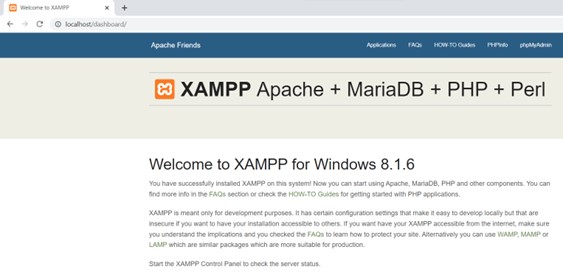 Welcome to XAMPP
localhost/dashboard/
Apache Friends
Applications FAQs HOW-TO Guides PHPInfo phpMyAdmin
XAMPP Apache + MariaDB + PHP + Perl
Welcome to XAMPP for Windows 8.1.6
You have successfully installed XAMPP on this system! Now you can start using Apache, MariaDB, PHP and other components. You can
find more info in the FAQs section or check the HOW-TO Guides for getting started with PHP applications.
XAMPP is meant only for development purposes. It has certain configuration settings that make it easy to develop locally but that are
insecure if you want to have your installation accessible to others. If you want have your XAMPP accessible from the internet, make sure
you understand the implications and you checked the FAQs to learn how to protect your site. Alternatively you can use WAMP, MAMP or
LAMP which are similar packages which are more suitable for production.
Start the XAMPP Control Panel to check the server status.